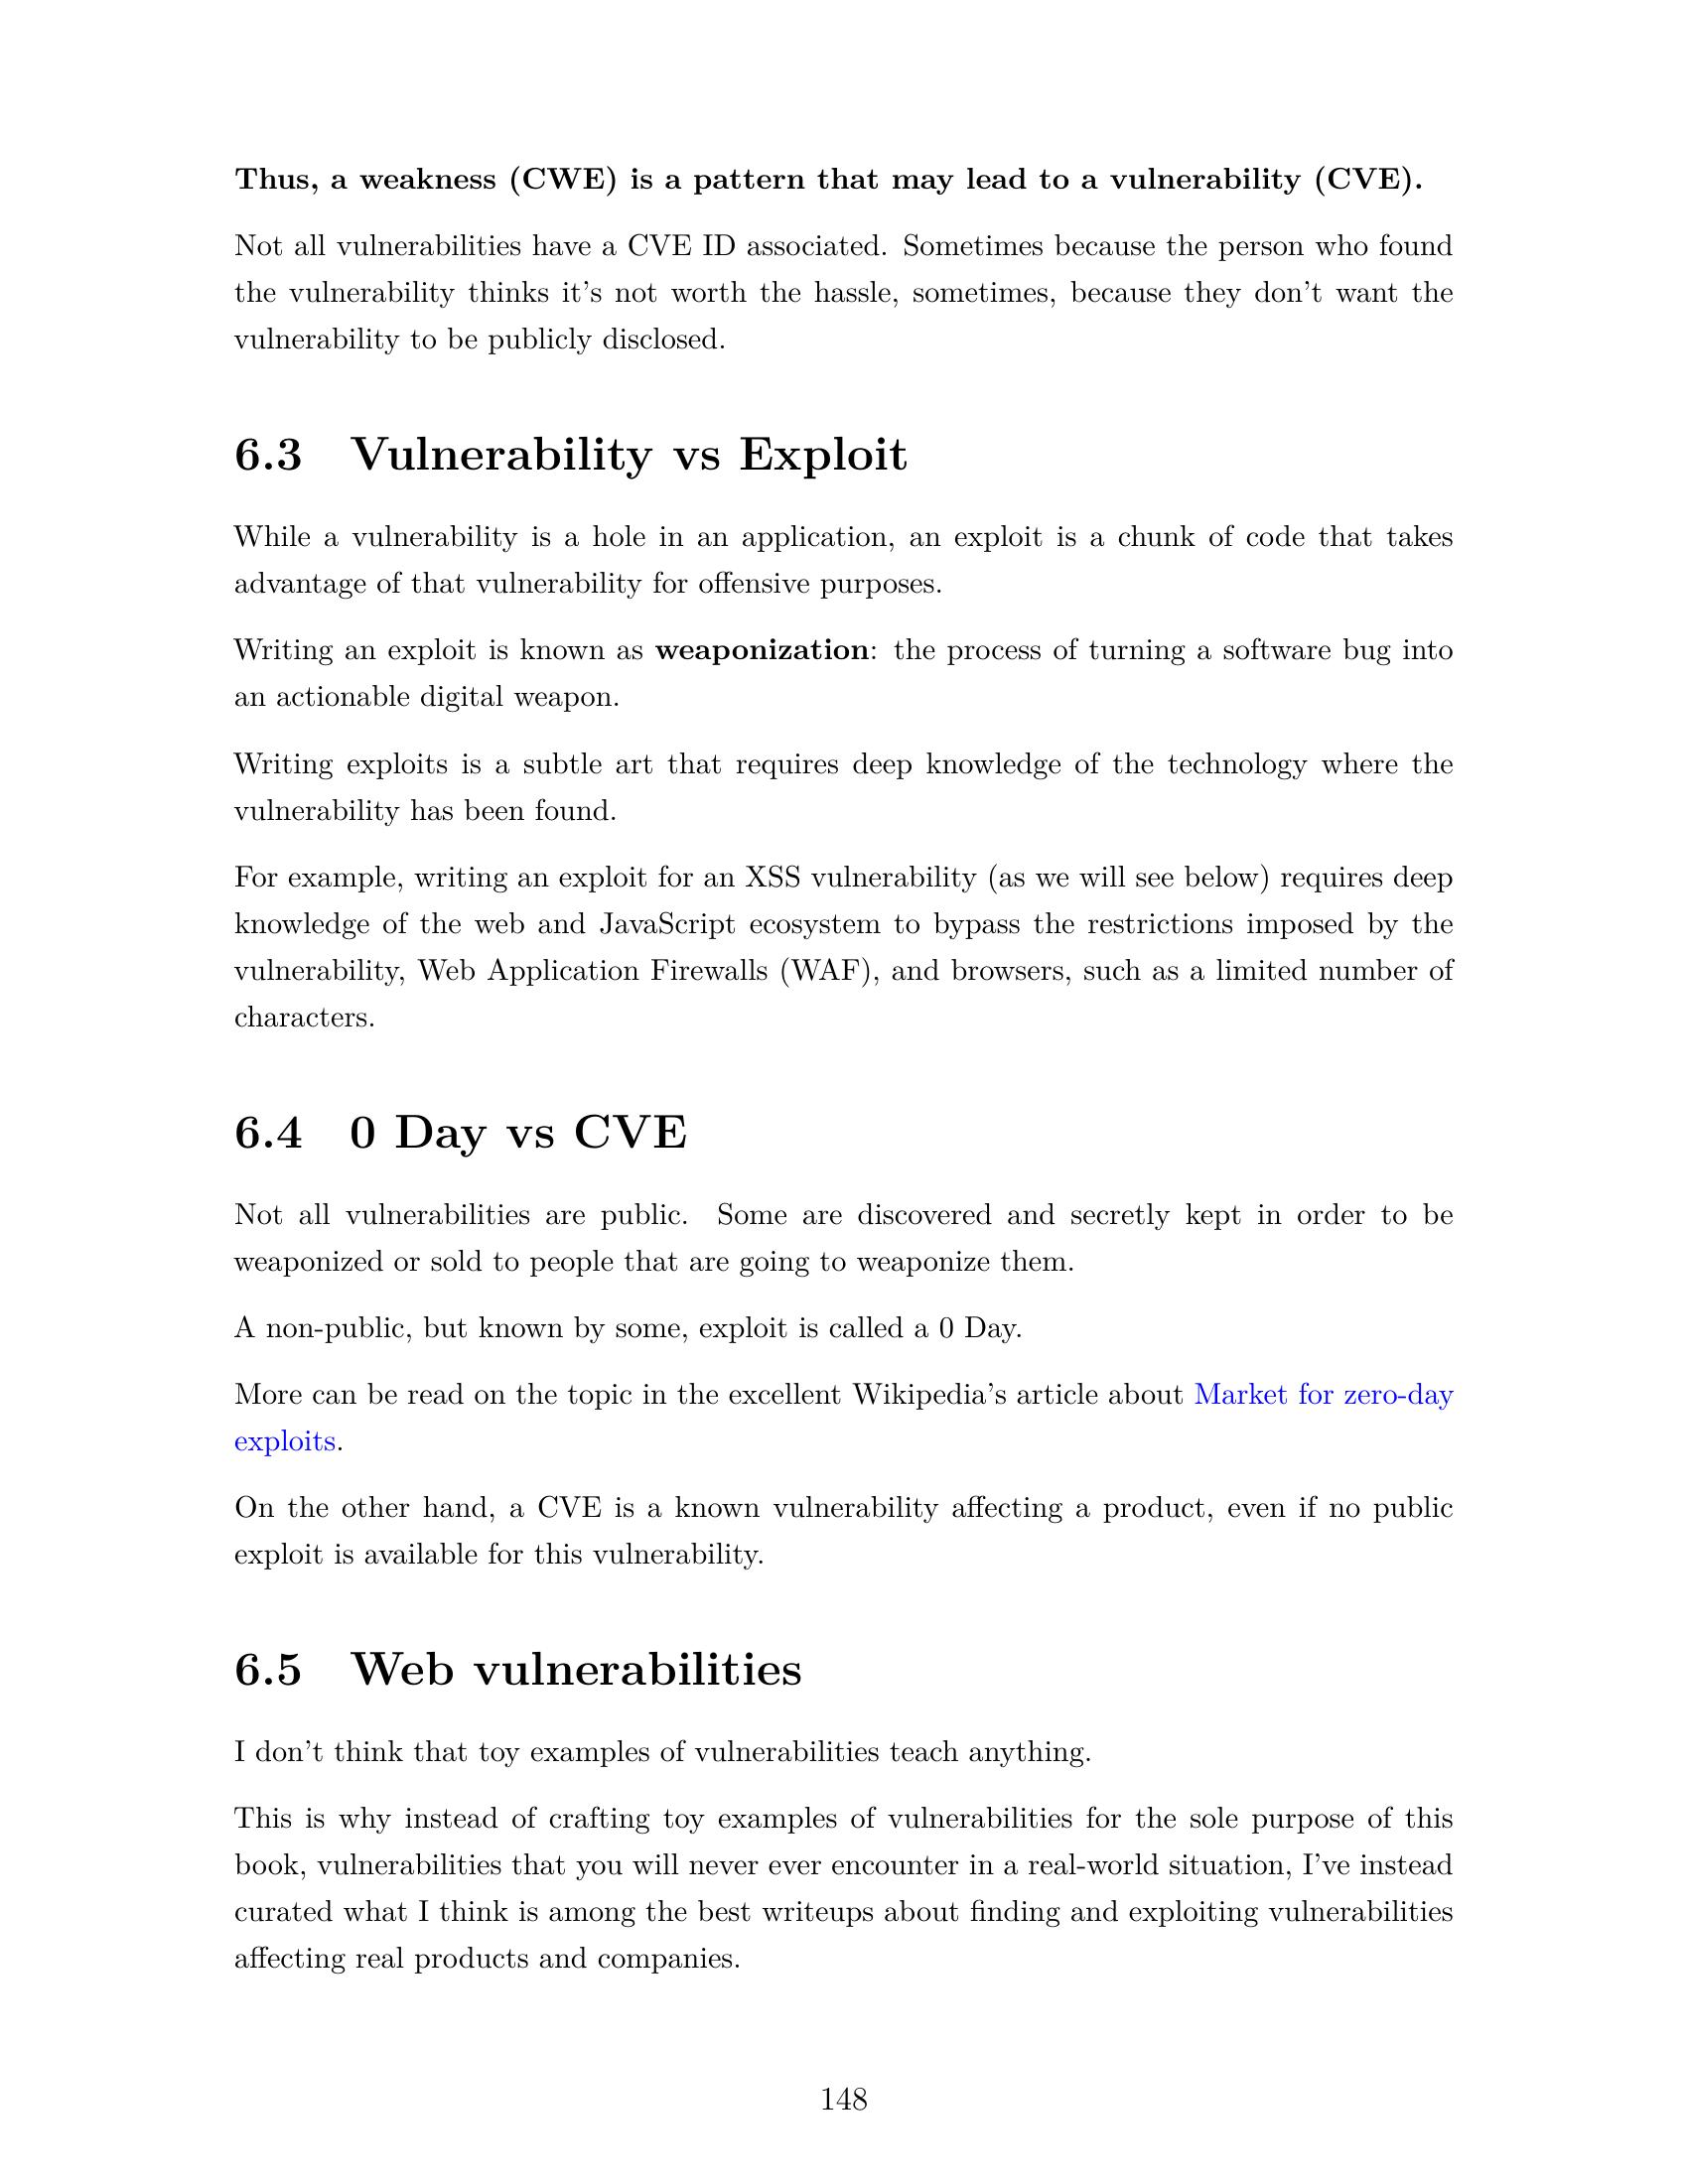 Thus, a weakness (CWE) is a pattern that may lead to a vulnerability (CVE).
Not all vulnerabilities have a CVE ID associated. Sometimes because the person who found
the vulnerability thinks it's not worth the hassle, sometimes, because they don't want the
vulnerability to be publicly disclosed.
6.3 Vulnerability vs Exploit
While a vulnerability is a hole in an application, an exploit is a chunk of code that takes
advantage of that vulnerability for offensive purposes.
Writing an exploit is known as weaponization: the process of turning a software bug into
an actionable digital weapon.
Writing exploits is a subtle art that requires deep knowledge of the technology where the
vulnerability has been found.
For example, writing an exploit for an XSS vulnerability (as we will see below) requires deep
knowledge of the web and JavaScript ecosystem to bypass the restrictions imposed by the
vulnerability, Web Application Firewalls (WAF), and browsers, such as a limited number of
characters.
6.4 0 Day vs CVE
Not all vulnerabilities are public. Some are discovered and secretly kept in order to be
weaponized or sold to people that are going to weaponize them.
A non-public, but known by some, exploit is called a 0 Day.
More can be read on the topic in the excellent Wikipedia's article about Market for zero-day
exploits.
On the other hand, a CVE is a known vulnerability affecting a product, even if no public
exploit is available for this vulnerability.
6.5 Web vulnerabilities
I don't think that toy examples of vulnerabilities teach anything.
This is why instead of crafting toy examples of vulnerabilities for the sole purpose of this
book, vulnerabilities that you will never ever encounter in a real-world situation, I've instead
curated what I think is among the best writeups about finding and exploiting vulnerabilities
affecting real products and companies.
148